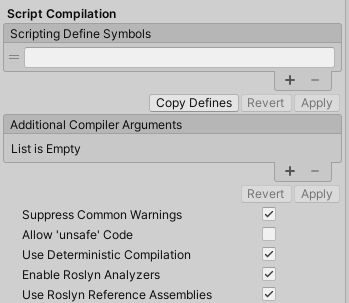 Script Compilation
Scripting Define Symbols
Copy Defines Revert Apply
Additional Compiler Arguments
List is Empty
Revert Apply
Suppress Common Warnings
Allow 'unsafe' Code
Use Deterministic Compilation
Enable Roslyn Analyzers
Use Roslyn Reference Assemblies